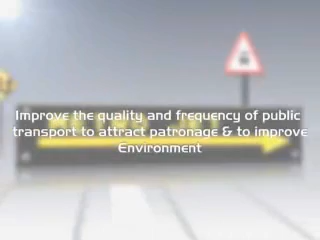 Improve the quality and frequency of public
transport to attract patronage & to improve
Environment